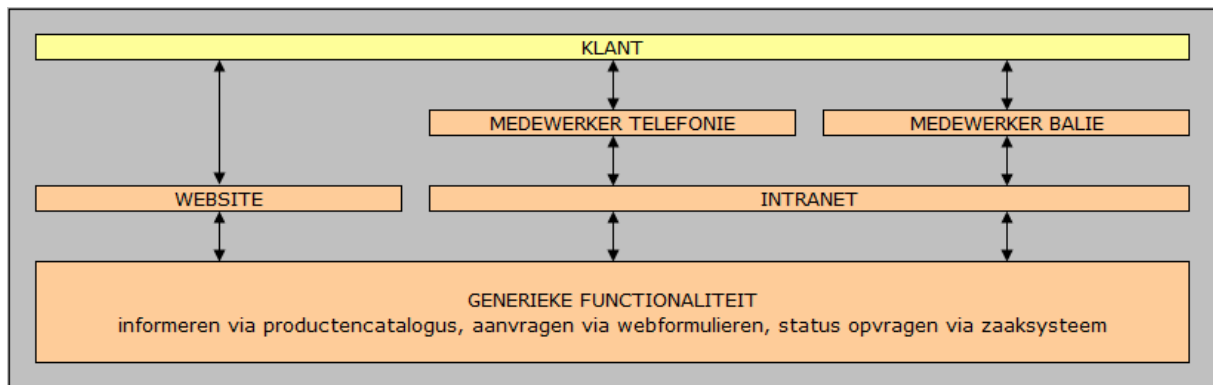 KLANT
MEDEWERKER TELEFONIE
MEDEWERKER BALIE
WEBSITE
INTRANET
GENERIEKE FUNCTIONALITEIT
informeren via productencatalogus, aanvragen via webformulieren, status opvragen via zaaksysteem